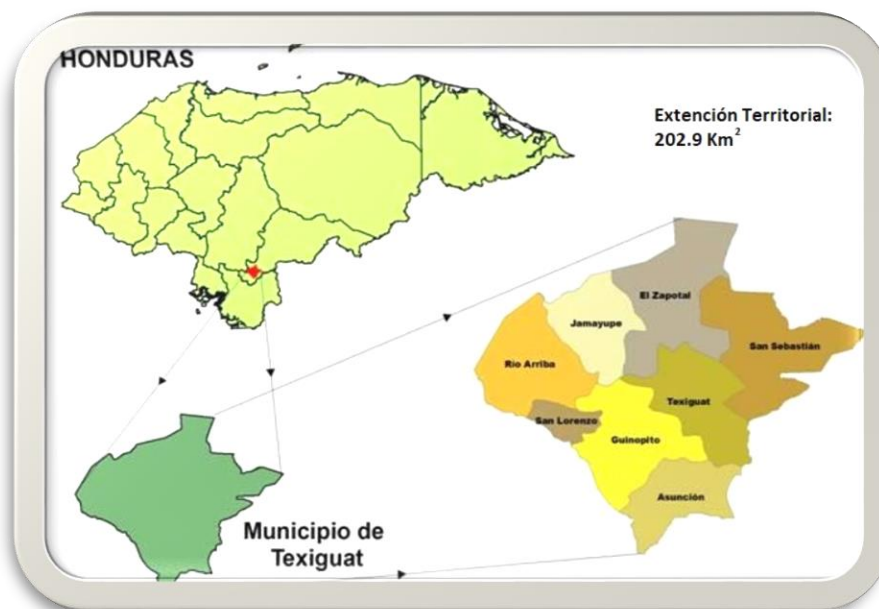 HONDURAS
Extención Territorial:
202.9 Km²
El Zapotal
Jamayupe
San Sebastián
Río Arriba
Texiguat
San Lorenzo
Guinopito
Asunción
Municipio de
Texiguat